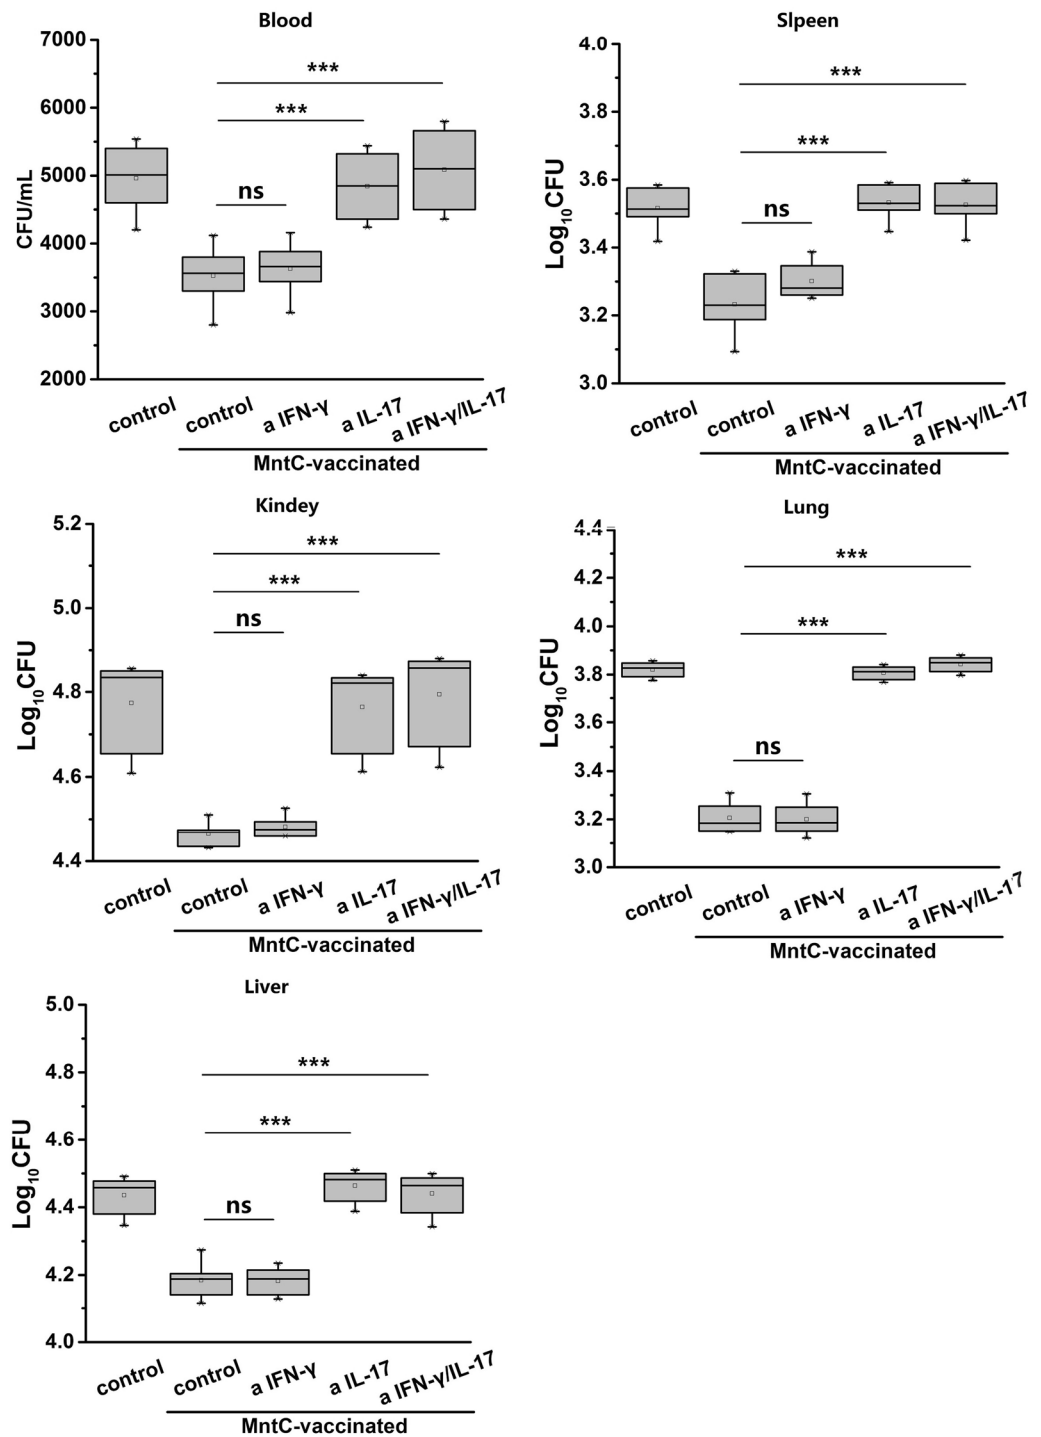 Blood
7000
6000
5000
4000
3000
2000
CFU/mL
***
***
ns
control
control
a IFN-γ
a IL-17
a IFN-γ/IL-17
MntC-vaccinated
Slpeen
4.0
3.8
3.6
3.4
3.2
3.0
Log10CFU
***
***
ns
control
control
a IFN-γ
a IL-17
a IFN-γ/IL-17
MntC-vaccinated
Kindey
5.2
5.0
4.8
4.6
4.4
Log10CFU
***
***
ns
control
control
a IFN-γ
a IL-17
a IFN-γ/IL-17
MntC-vaccinated
Lung
4.4
4.2
4.0
3.8
3.6
3.4
3.2
3.0
Log10CFU
***
***
ns
control
control
a IFN-γ
a IL-17
a IFN-γ/IL-17
MntC-vaccinated
Liver
5.0
4.8
4.6
4.4
4.2
4.0
Log10CFU
***
***
ns
control
control
a IFN-γ
a IL-17
a IFN-γ/IL-17
MntC-vaccinated